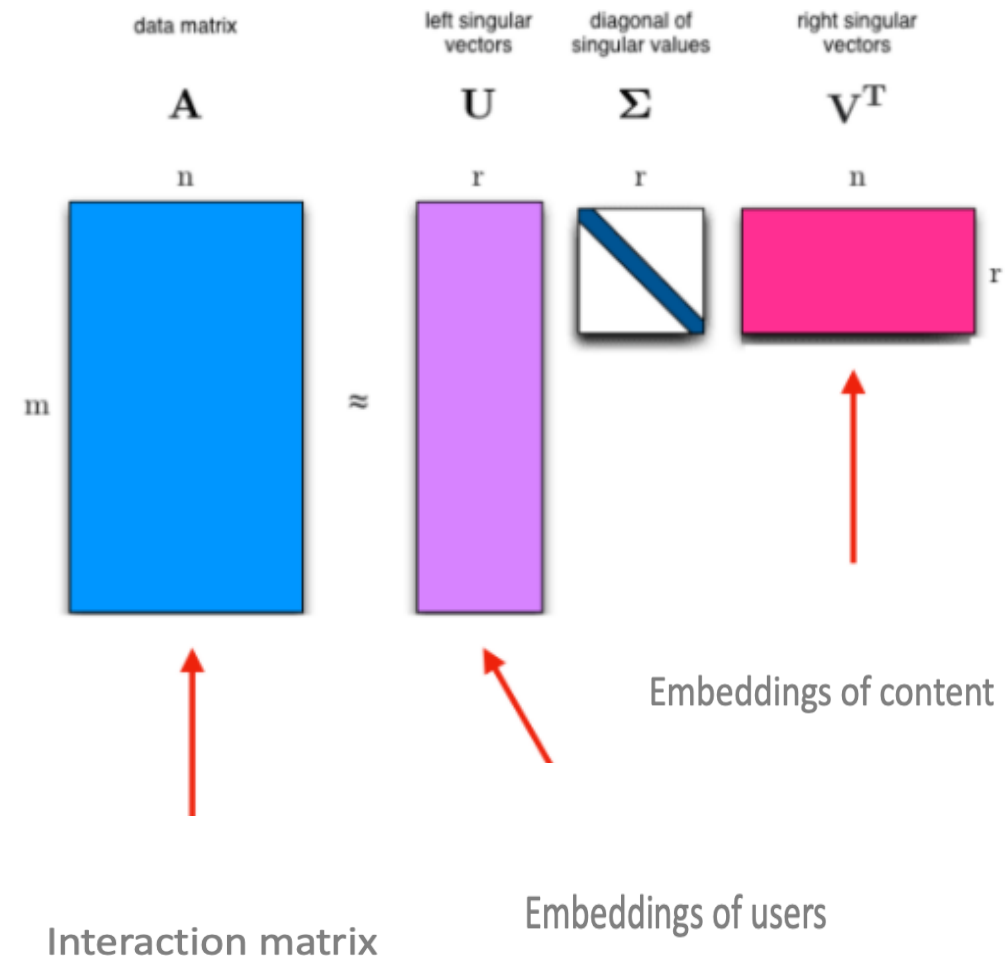 data matrix
left singular
vectors
diagonal of
singular values
right singular
vectors
A
U
Σ
V^T
n
r
r
n
m
≈
r
Embeddings of content
Embeddings of users
Interaction matrix